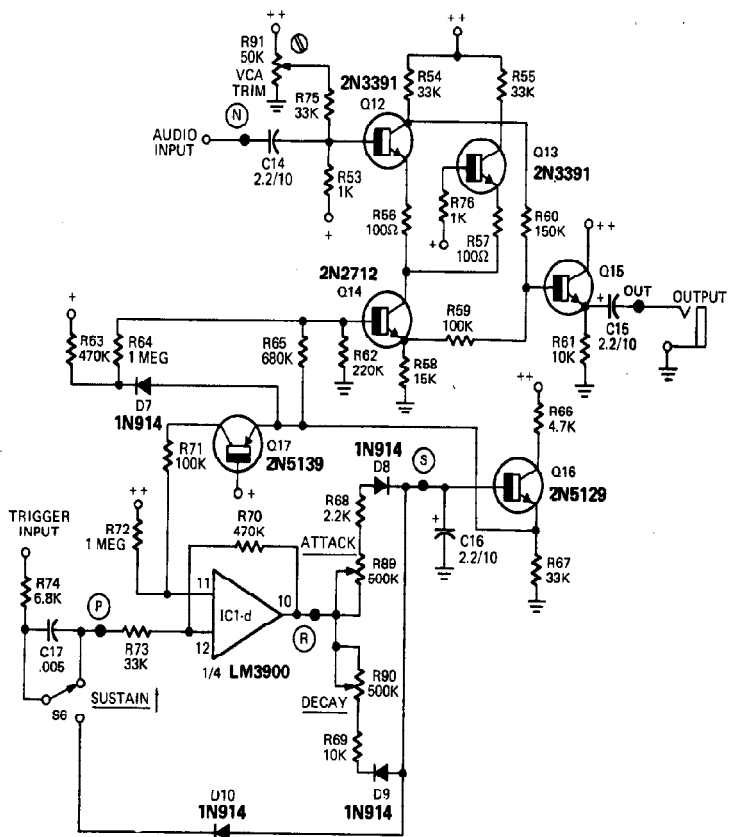 ++
++
R91
50K
VCA
TRIM
R75
33K
2N3391
Q12
R54
33K
R55
33K
N
AUDIO
INPUT
C14
2.2/10
R53
1K
+
Q13
2N3391
R56
100Ω
R76
1K
+
R57
100Ω
R60
150K
++
2N2712
Q14
Q15
+
OUT
OUTPUT
C15
2.2/10
+
R63
470K
R64
1 MEG
R65
680K
R62
220K
R59
100K
R58
15K
R61
10K
D7
1N914
++
R66
4.7K
R71
100K
Q17
2N5139
+
1N914
D8
S
Q16
2N5129
++
R72
1 MEG
R70
470K
R68
2.2K
+
C16
2.2/10
TRIGGER
INPUT
ATTACK
R89
500K
R67
33K
R74
6.8K
P
11
IC1-d
10
R
12
R73
33K
1/4 LM3900
C17
.005
S6
SUSTAIN
R90
500K
DECAY
R69
10K
D9
1N914
D10
1N914